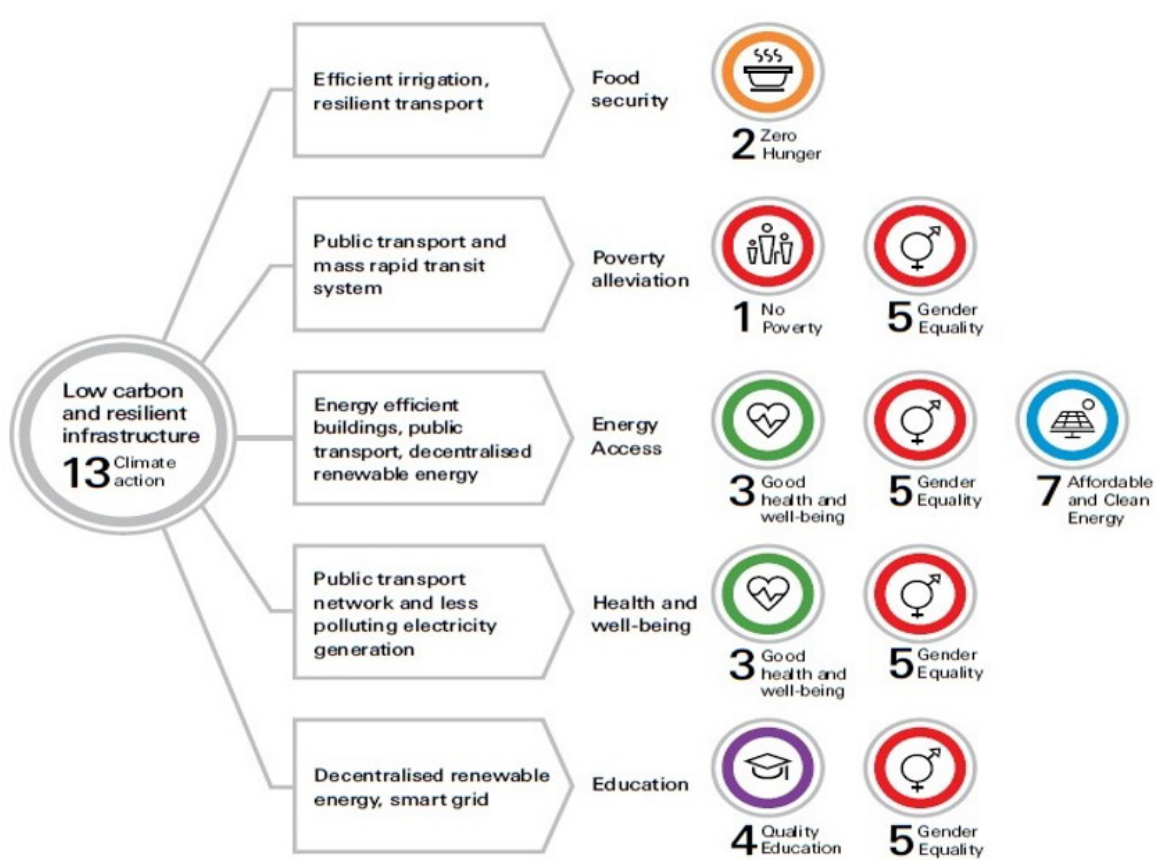 Efficient irrigation,
resilient transport
Food
security
2 Zero
Hunger
Public transport and
mass rapid transit
system
Poverty
alleviation
1 No
Poverty
5 Gender
Equality
Low carbon
and resilient
infrastructure
13 Climate
action
Energy efficient
buildings, public
transport, decentralised
renewable energy
Energy
Access
3 Good
health and
well-being
5 Gender
Equality
7 Affordable
and Clean
Energy
Public transport
network and less
polluting electricity
generation
Health and
well-being
3 Good
health and
well-being
5 Gender
Equality
Decentralised renewable
energy, smart grid
Education
4 Quality
Education
5 Gender
Equality